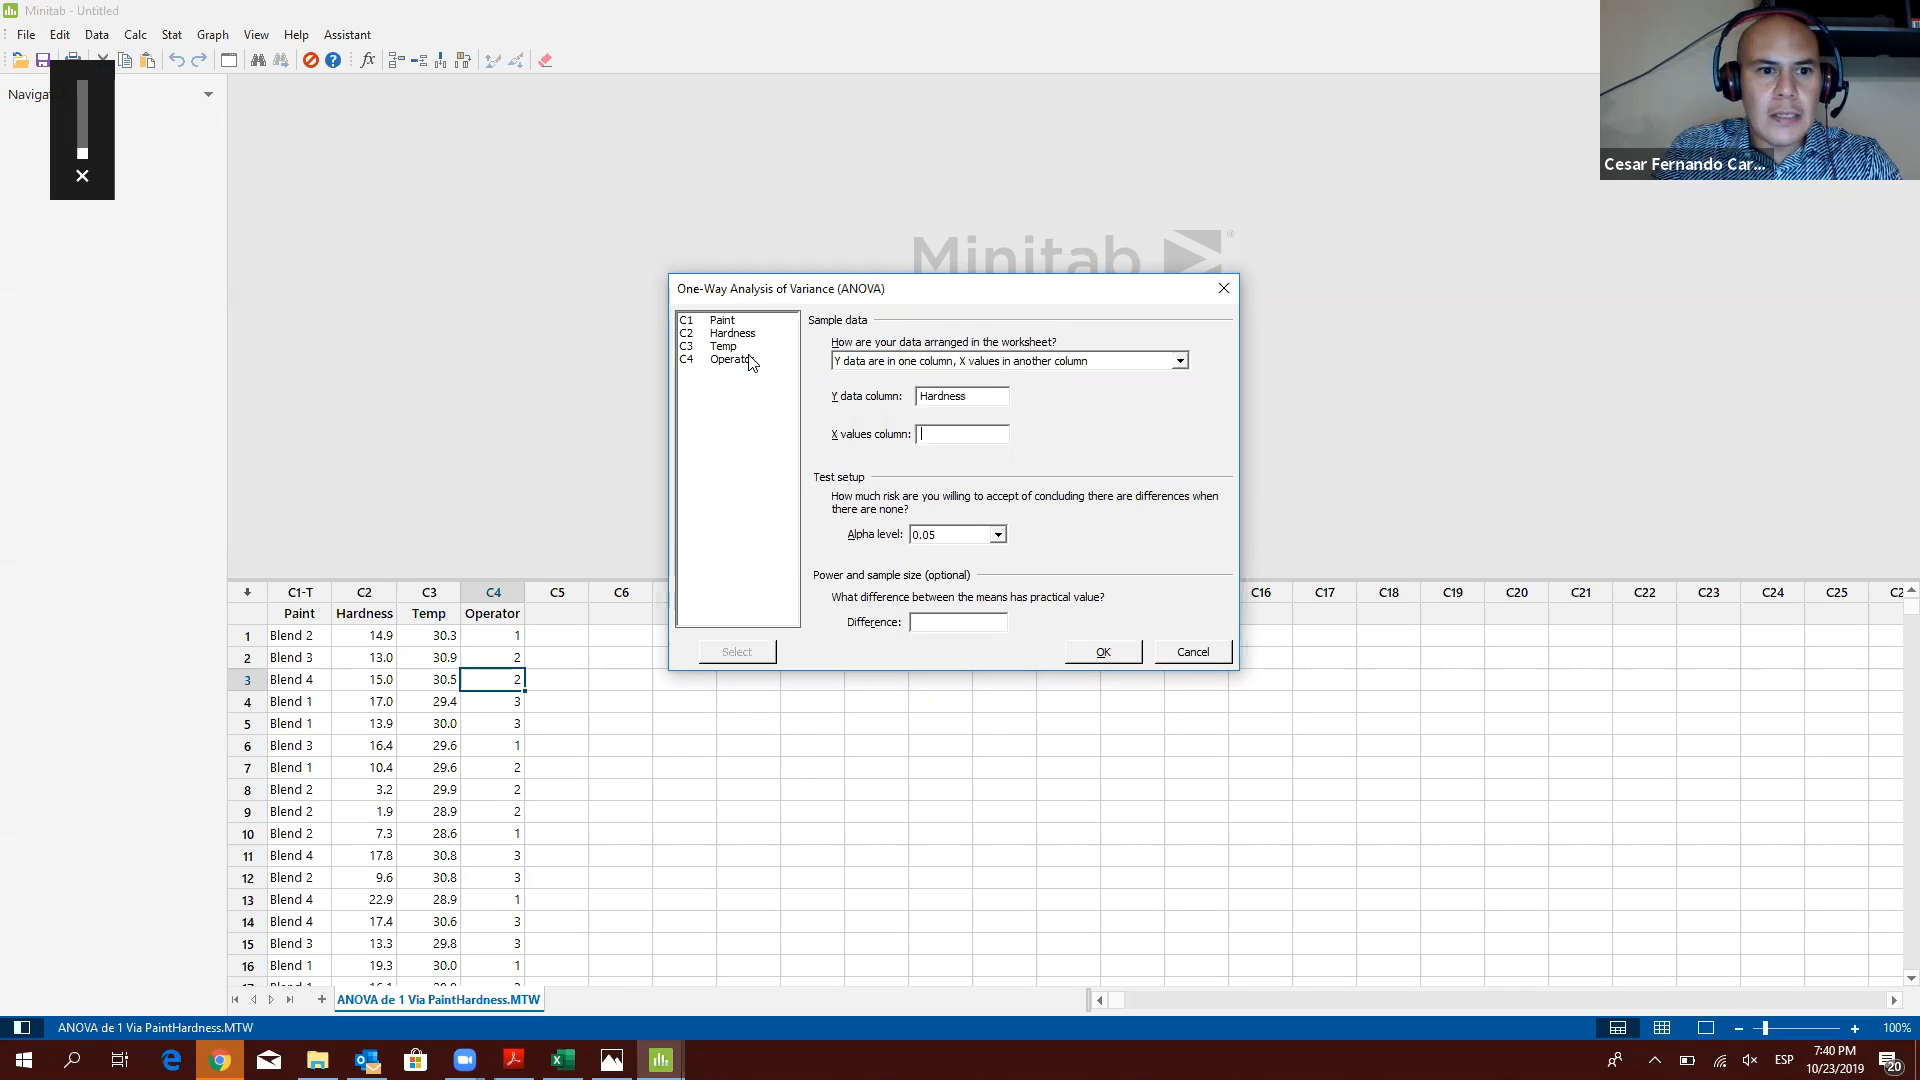 Minitab - Untitled
File Edit Data Calc Stat Graph View Help Assistant
Cesar Fernando Car...
Minitab
One-Way Analysis of Variance (ANOVA)
C1 Paint
C2 Hardness
C3 Temp
C4 Operator
Sample data
How are your data arranged in the worksheet?
Y data are in one column, X values in another column
Y data column: Hardness
X values column:
Test setup
How much risk are you willing to accept of concluding there are differences when
there are none?
Alpha level: 0.05
Power and sample size (optional)
What difference between the means has practical value?
Difference:
Select OK Cancel
C1-T C2 C3 C4 C5 C6 C16 C17 C18 C19 C20 C21 C22 C23 C24 C25
Paint Hardness Temp Operator
1 Blend 2 14.9 30.3 1
2 Blend 3 13.0 30.9 2
3 Blend 4 15.0 30.5 2
4 Blend 1 17.0 29.4 3
5 Blend 1 13.9 30.0 3
6 Blend 3 16.4 29.6 1
7 Blend 1 10.4 29.6 2
8 Blend 2 3.2 29.9 2
9 Blend 2 1.9 28.9 2
10 Blend 2 7.3 28.6 1
11 Blend 4 17.8 30.8 3
12 Blend 2 9.6 30.8 3
13 Blend 4 22.9 28.9 1
14 Blend 4 17.4 30.6 3
15 Blend 3 13.3 29.8 3
16 Blend 1 19.3 30.0 1
ANOVA de 1 Via PaintHardness.MTW
ANOVA de 1 Via PaintHardness.MTW
100%
ESP
7:40 PM
10/23/2019
20